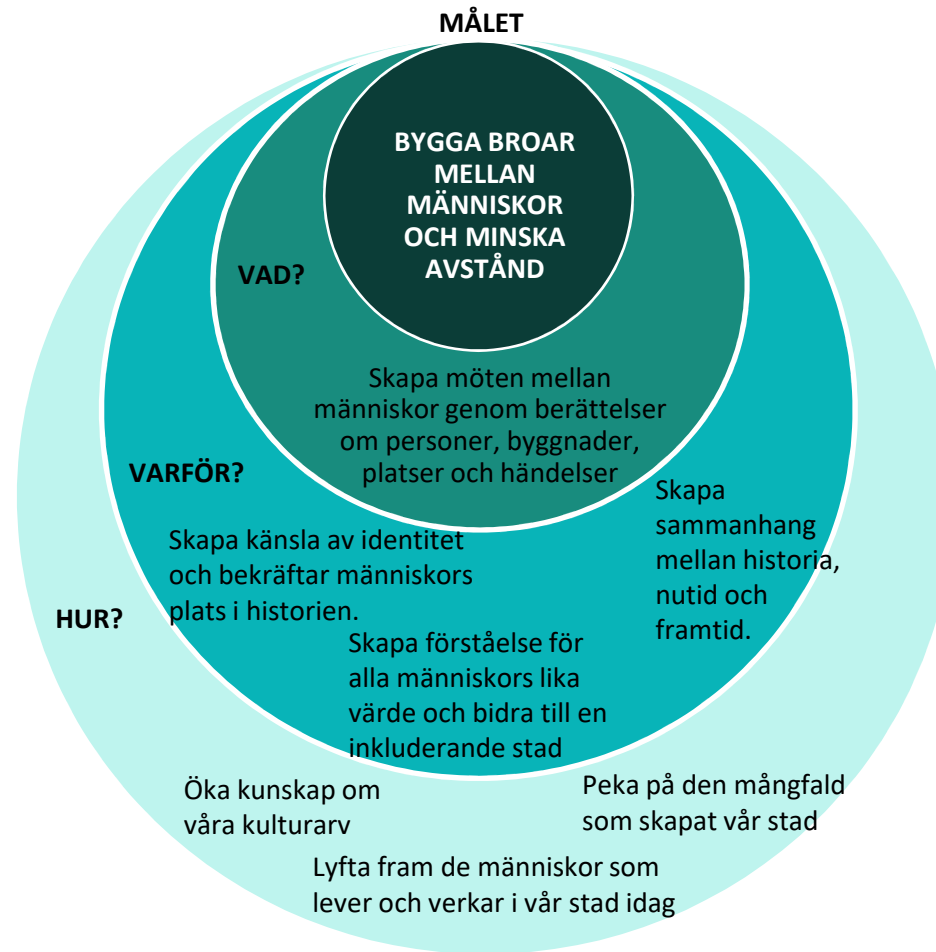 MÅLET
BYGGA BROAR
MELLAN
MÄNNISKOR
OCH MINSKA
AVSTÅND
VAD?
Skapa möten mellan
människor genom berättelser
om personer, byggnader,
platser och händelser
VARFÖR?
Skapa känsla av identitet
och bekräftar människors
plats i historien.
Skapa
sammanhang
mellan historia,
nutid och
framtid.
Skapa förståelse för
alla människors lika
värde och bidra till en
inkluderande stad
HUR?
Öka kunskap om
våra kulturarv
Peka på den mångfald
som skapat vår stad
Lyfta fram de människor som
lever och verkar i vår stad idag